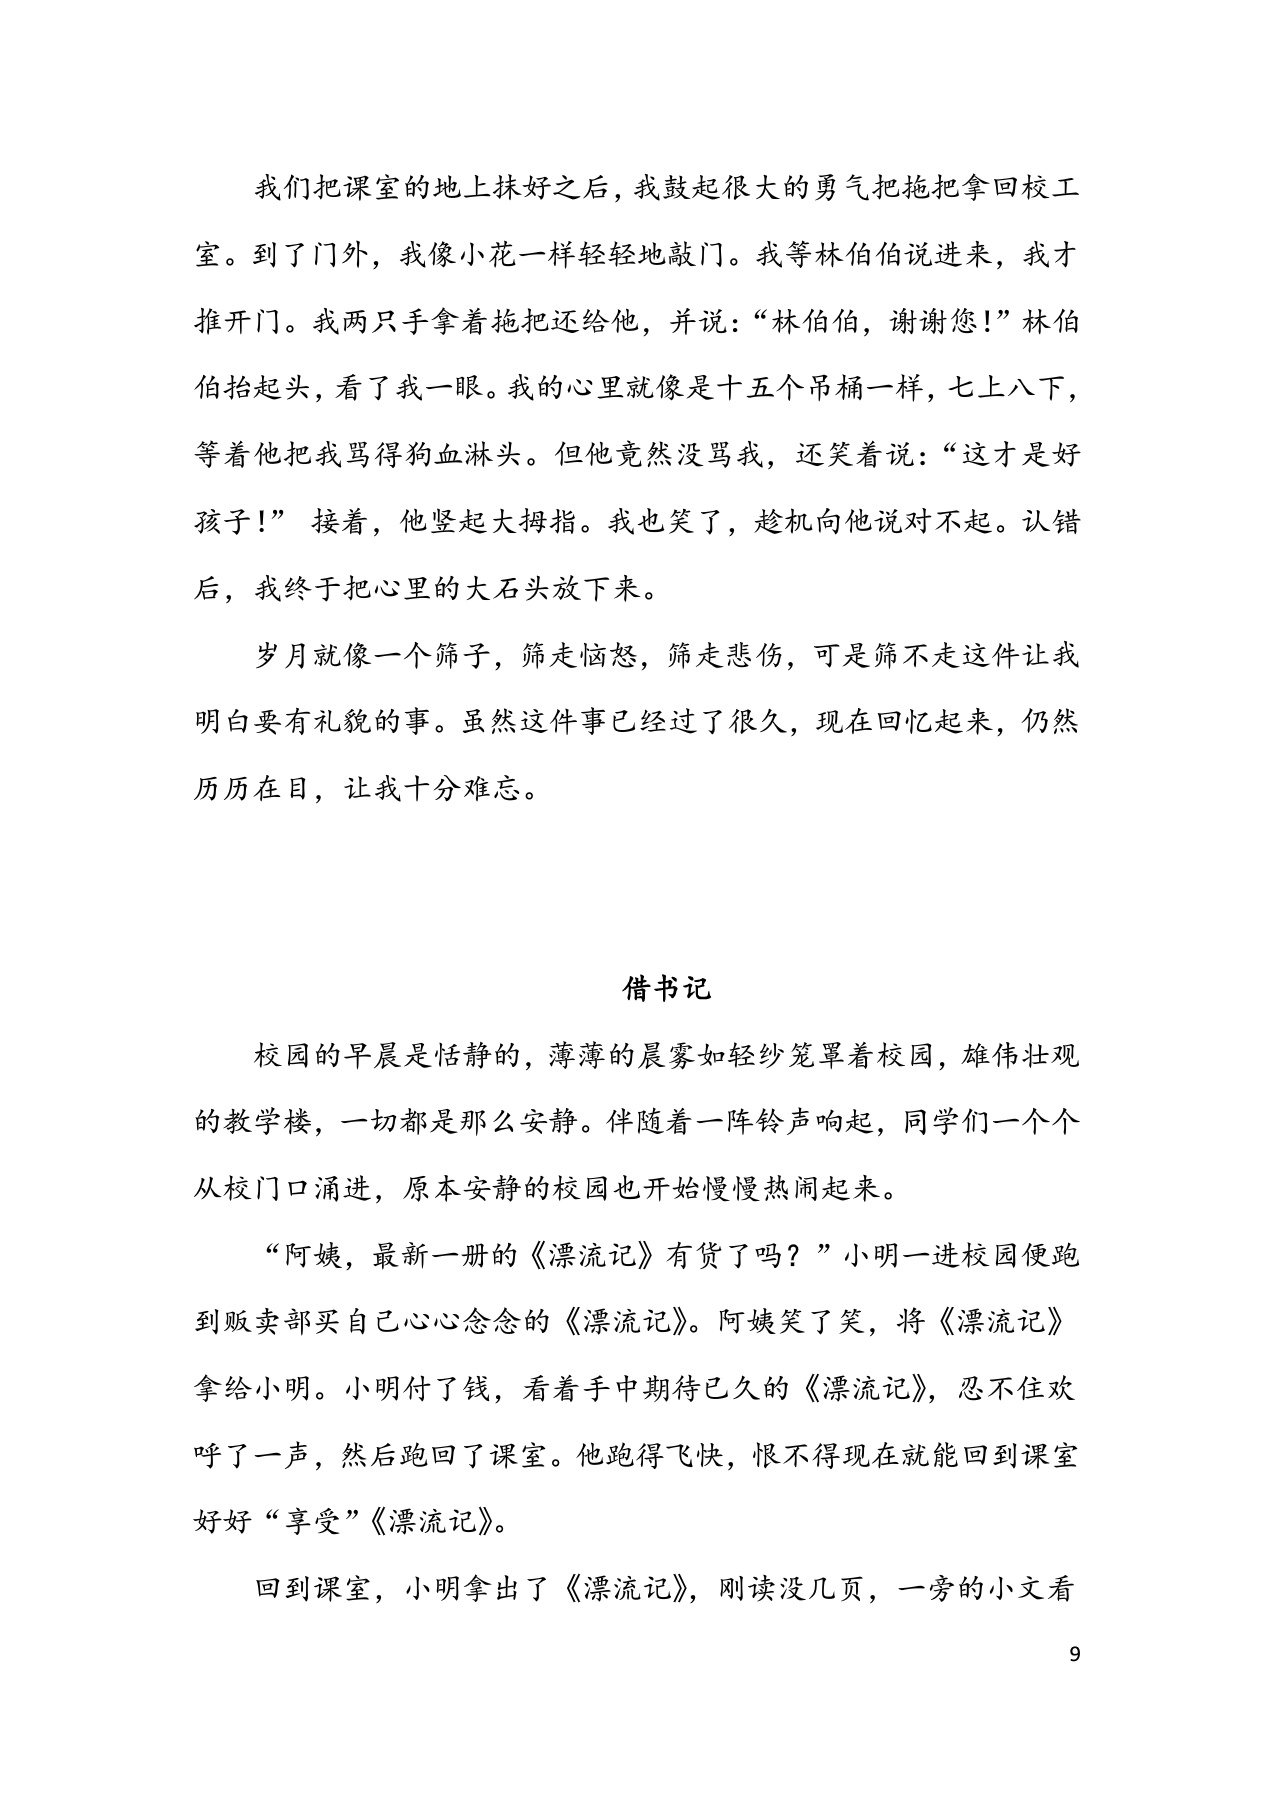 我们把课室的地上抹好之后，我鼓起很大的勇气把拖把拿回校工
室。到了门外，我像小花一样轻轻地敲门。我等林伯伯说进来，我才
推开门。我两只手拿着拖把还给他，并说：“林伯伯，谢谢您！”林伯
伯抬起头，看了我一眼。我的心里就像是十五个吊桶一样，七上八下，
等着他把我骂得狗血淋头。但他竟然没骂我，还笑着说：“这才是好
孩子！” 接着，他竖起大拇指。我也笑了，趁机向他说对不起。认错
后，我终于把心里的大石头放下来。
岁月就像一个筛子，筛走恼怒，筛走悲伤，可是筛不走这件让我
明白要有礼貌的事。虽然这件事已经过了很久，现在回忆起来，仍然
历历在目，让我十分难忘。
借书记
校园的早晨是恬静的，薄薄的晨雾如轻纱笼罩着校园，雄伟壮观
的教学楼，一切都是那么安静。伴随着一阵铃声响起，同学们一个个
从校门口涌进，原本安静的校园也开始慢慢热闹起来。
“阿姨，最新一册的《漂流记》有货了吗？”小明一进校园便跑
到贩卖部买自己心心念念的《漂流记》。阿姨笑了笑，将《漂流记》
拿给小明。小明付了钱，看着手中期待已久的《漂流记》，忍不住欢
呼了一声，然后跑回了课室。他跑得飞快，恨不得现在就能回到课室
好好“享受”《漂流记》。
回到课室，小明拿出了《漂流记》，刚读没几页，一旁的小文看
9